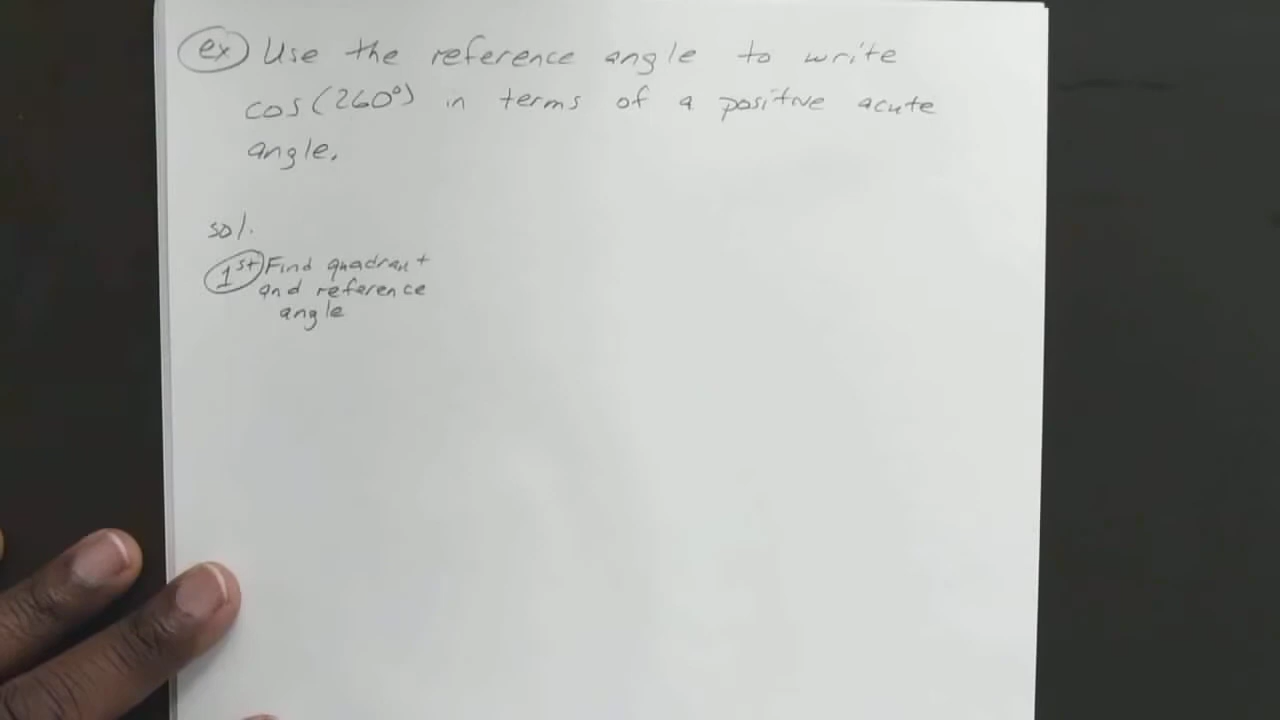 ex Use the reference angle to write
cos(260°) in terms of a positive acute
angle.
sol.
1st Find quadrant
and reference
angle